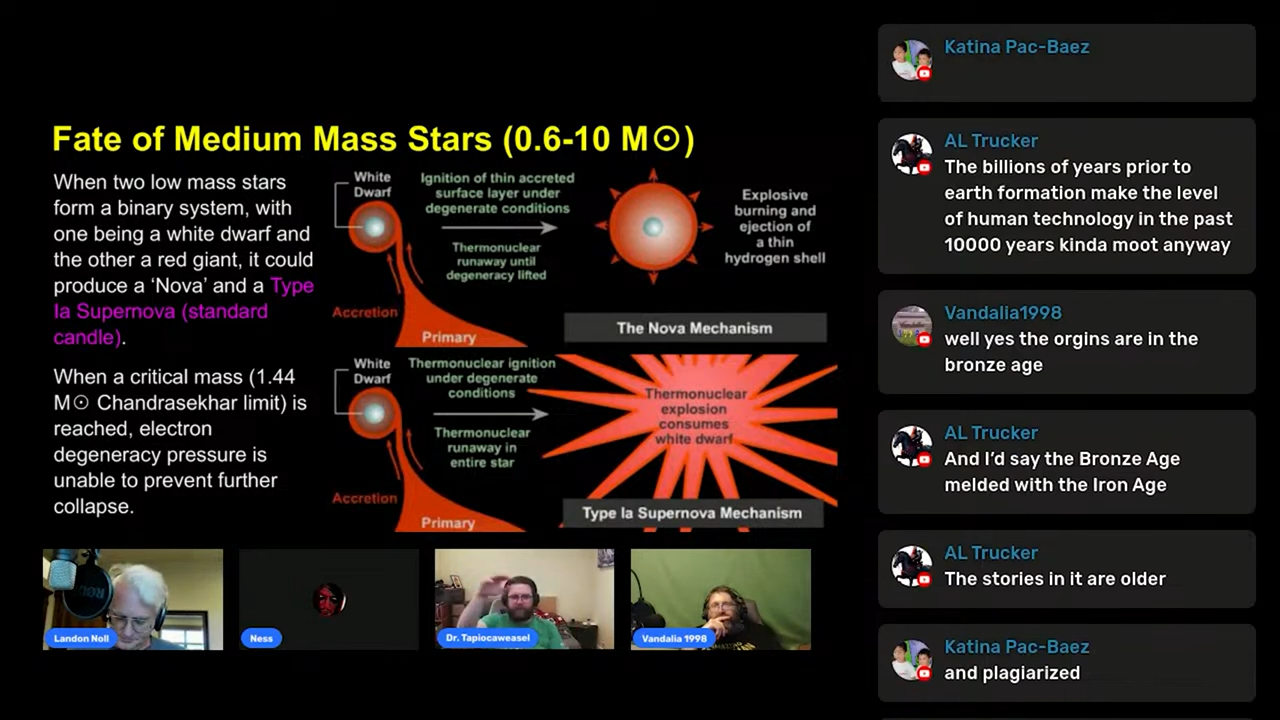 Fate of Medium Mass Stars (0.6-10 M☉)
When two low mass stars
form a binary system, with
one being a white dwarf and
the other a red giant, it could
produce a ‘Nova’ and a Type
Ia Supernova (standard
candle).
When a critical mass (1.44
M☉ Chandrasekhar limit) is
reached, electron
degeneracy pressure is
unable to prevent further
collapse.
White
Dwarf
Ignition of thin accreted
surface layer under
degenerate conditions
Thermonuclear
runaway until
degeneracy lifted
Explosive
burning and
ejection of
a thin
hydrogen shell
Accretion
Primary
The Nova Mechanism
White
Dwarf
Thermonuclear ignition
under degenerate
conditions
Thermonuclear
runaway in
entire star
Thermonuclear
explosion
consumes
white dwarf
Accretion
Primary
Type Ia Supernova Mechanism
Landon Noll
Ness
Dr. Tapiocaweasel
Vandalia 1998
Katina Pac-Baez
AL Trucker
The billions of years prior to
earth formation make the level
of human technology in the past
10000 years kinda moot anyway
Vandalia1998
well yes the orgins are in the
bronze age
AL Trucker
And I’d say the Bronze Age
melded with the Iron Age
AL Trucker
The stories in it are older
Katina Pac-Baez
and plagiarized